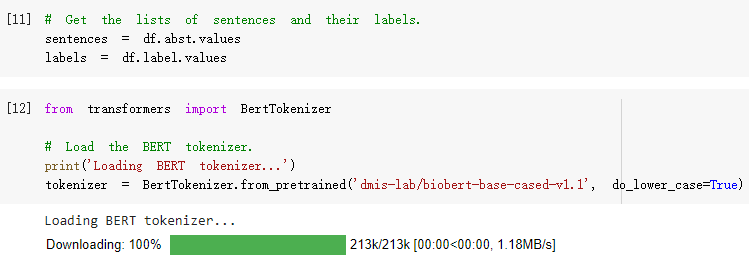 [11] # Get the lists of sentences and their labels.
sentences = df.abst.values
labels = df.label.values
[12] from transformers import BertTokenizer
# Load the BERT tokenizer.
print('Loading BERT tokenizer...')
tokenizer = BertTokenizer.from_pretrained('dmis-lab/biobert-base-cased-v1.1', do_lower_case=True)
Loading BERT tokenizer...
Downloading: 100% 213k/213k [00:00<00:00, 1.18MB/s]